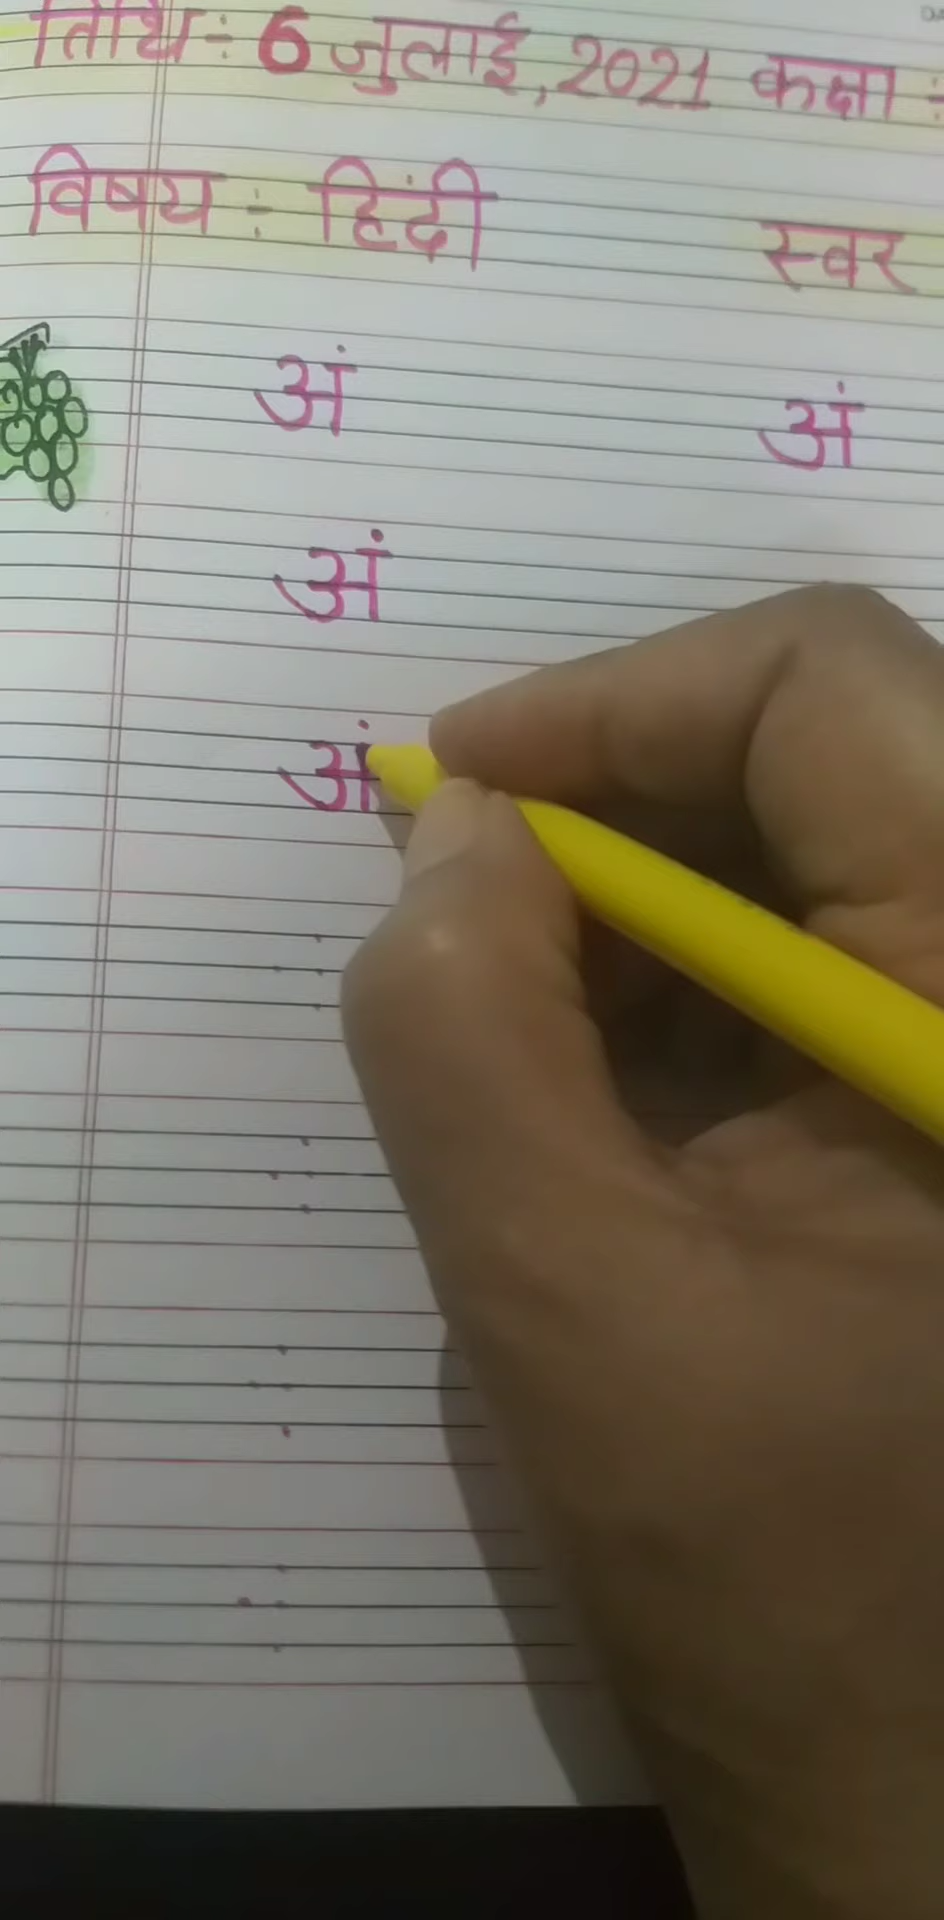 तिथि:- 6 जुलाई, 2021 कक्षा :-
विषय :- हिंदी स्वर
अं अं
अं
अं